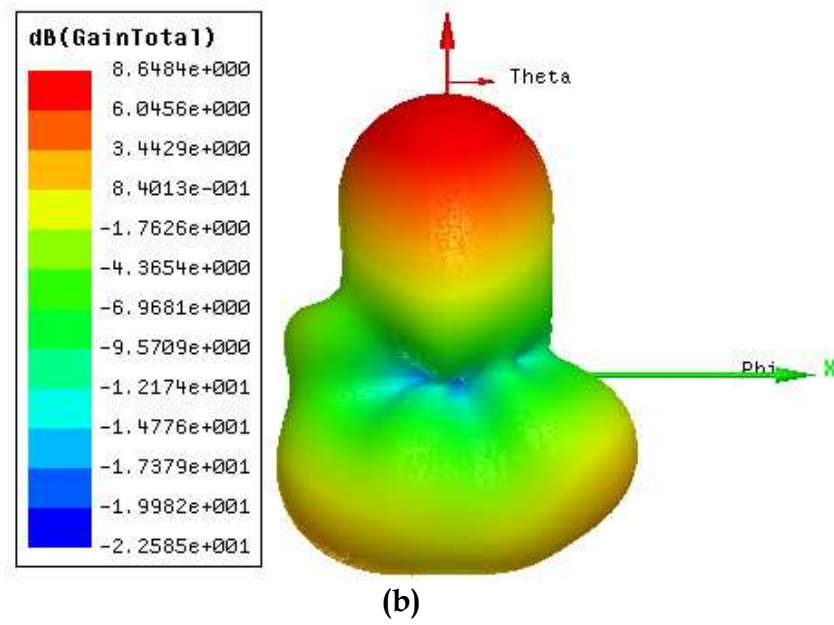 dB(GainTotal)
8.6484e+000
6.0456e+000
3.4429e+000
8.4013e-001
-1.7626e+000
-4.3654e+000
-6.9681e+000
-9.5709e+000
-1.2174e+001
-1.4776e+001
-1.7379e+001
-1.9982e+001
-2.2585e+001
Theta
Phi X
(b)